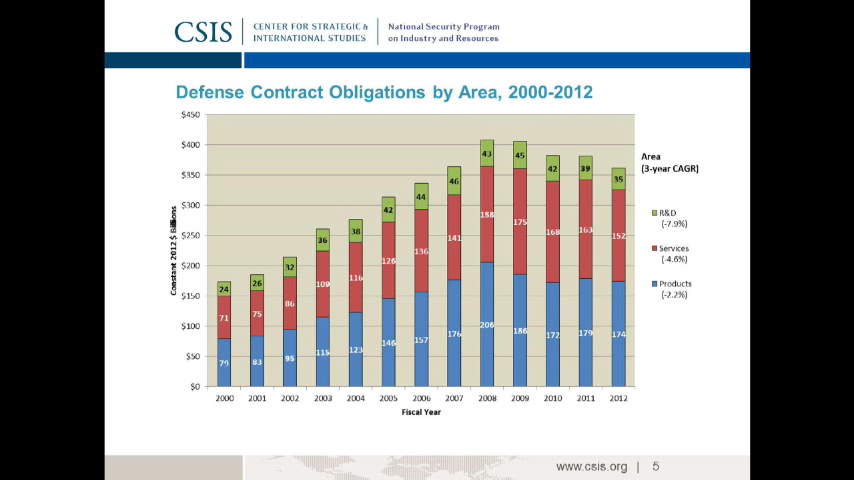 CSIS
CENTER FOR STRATEGIC &
INTERNATIONAL STUDIES
National Security Program
on Industry and Resources
Defense Contract Obligations by Area, 2000-2012
$450
$400
$350
$300
$250
$200
$150
$100
$50
$0
Constant 2012 $ Billions
24 26 32 36 38 42 44 46 43 45 42 39 35
71 75 86 109 116 126 136 141 158 175 168 163 152
79 83 95 115 123 146 157 176 206 186 172 179 174
2000 2001 2002 2003 2004 2005 2006 2007 2008 2009 2010 2011 2012
Fiscal Year
Area
(3-year CAGR)
R&D
(-7.9%)
Services
(-4.6%)
Products
(-2.2%)
www.csis.org | 5